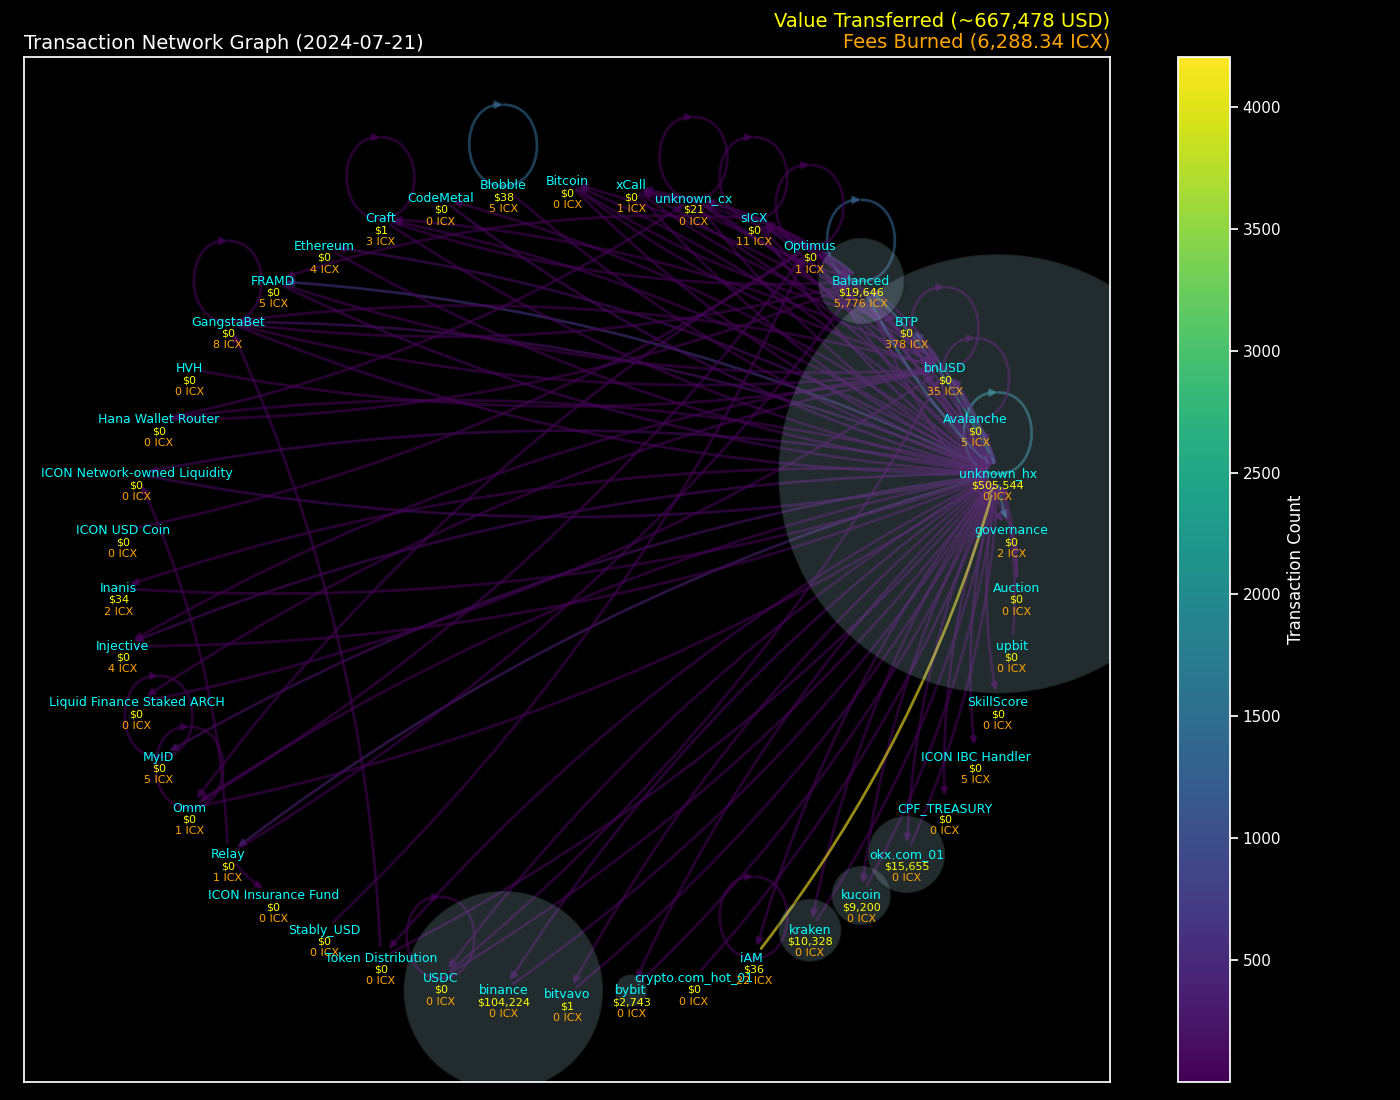 Value Transferred (~667,478 USD)
Transaction Network Graph (2024-07-21)
Fees Burned (6,288.34 ICX)
Bitcoin
$0
0 ICX
xCall
$0
1 ICX
Blobble
$38
5 ICX
unknown_cx
$21
0 ICX
CodeMetal
$0
0 ICX
sICX
$0
11 ICX
Craft
$1
3 ICX
Optimus
$0
1 ICX
Ethereum
$0
4 ICX
Balanced
$19,646
5,776 ICX
FRAMD
$0
5 ICX
BTP
$0
378 ICX
GangstaBet
$0
8 ICX
bnUSD
$0
35 ICX
HVH
$0
0 ICX
Avalanche
$0
5 ICX
Hana Wallet Router
$0
0 ICX
unknown_hx
$505,544
0 ICX
ICON Network-owned Liquidity
$0
0 ICX
governance
$0
2 ICX
ICON USD Coin
$0
0 ICX
Auction
$0
0 ICX
Inanis
$34
2 ICX
upbit
$0
0 ICX
Injective
$0
4 ICX
SkillScore
$0
0 ICX
Liquid Finance Staked ARCH
$0
0 ICX
ICON IBC Handler
$0
5 ICX
MyID
$0
5 ICX
CPF_TREASURY
$0
0 ICX
Omm
$0
1 ICX
okx.com_01
$15,655
0 ICX
Relay
$0
1 ICX
kucoin
$9,200
0 ICX
ICON Insurance Fund
$0
0 ICX
kraken
$10,328
0 ICX
Stably_USD
$0
0 ICX
iAM
$36
22 ICX
Token Distribution
$0
0 ICX
crypto.com_hot_01
$0
0 ICX
USDC
$0
0 ICX
bybit
$2,743
0 ICX
binance
$104,224
0 ICX
bitvavo
$1
0 ICX
4000
3500
3000
2500
2000
1500
1000
500
Transaction Count